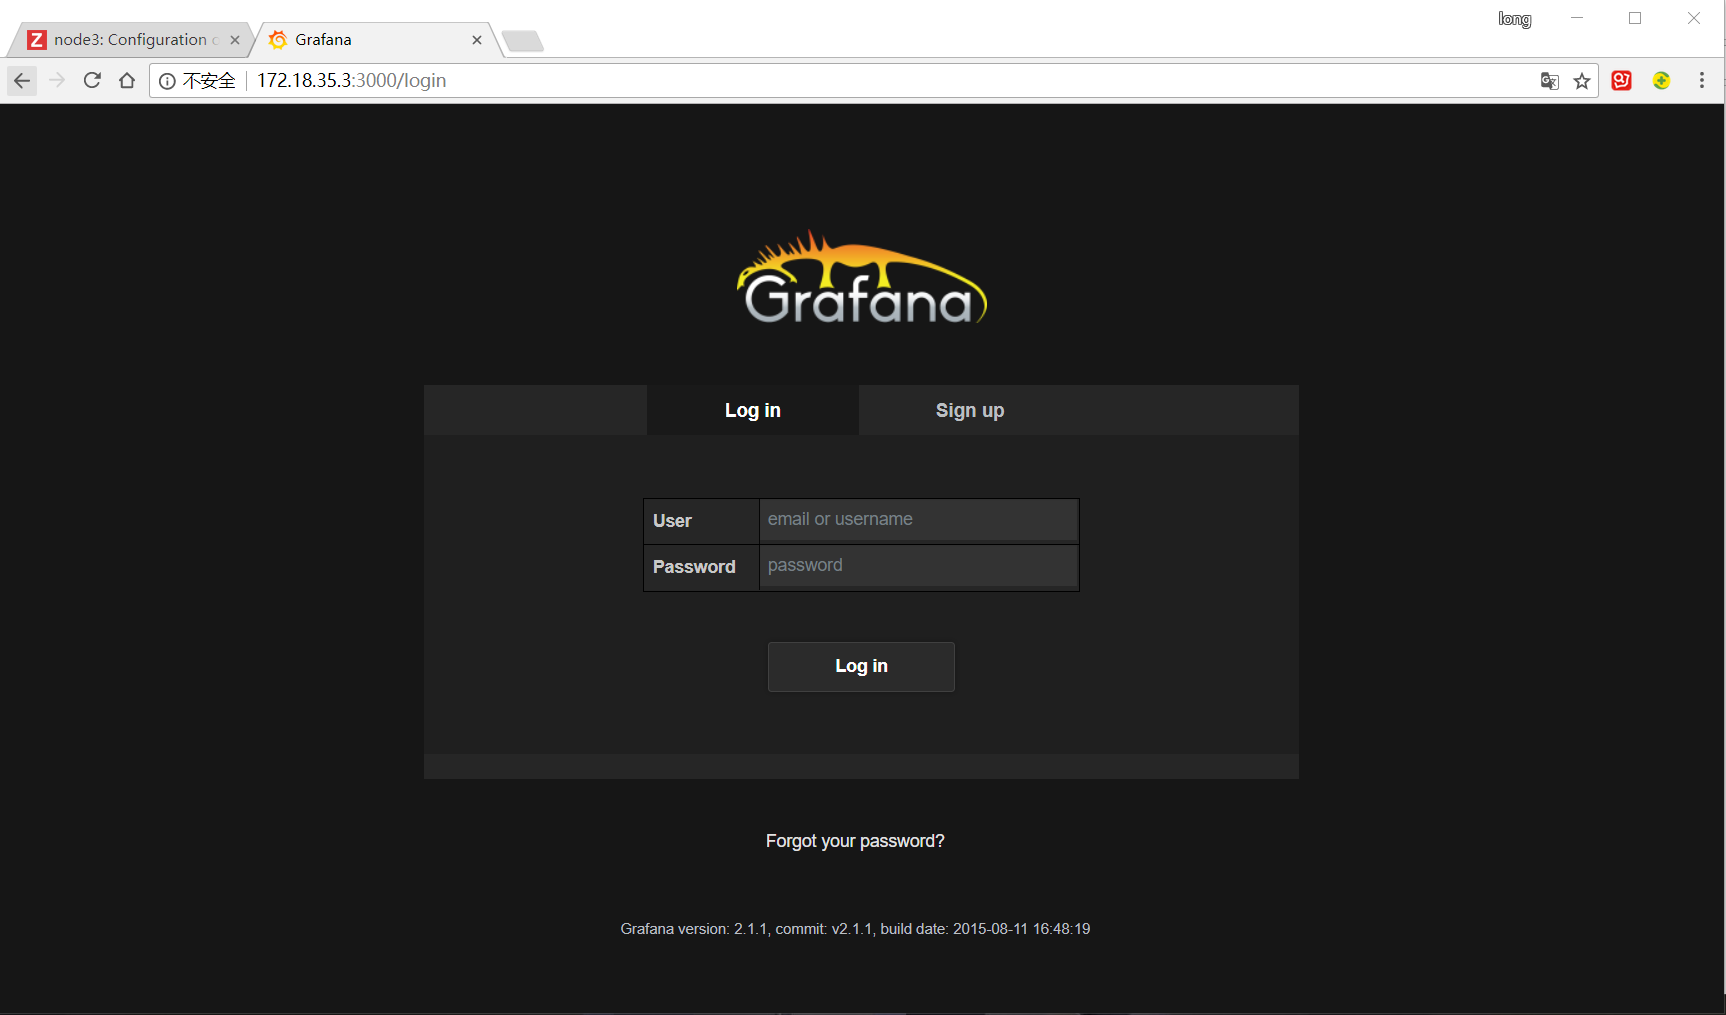 long
node3: Configuration
Grafana
不安全 172.18.35.3:3000/login
Grafana
Log in Sign up
User email or username
Password password
Log in
Forgot your password?
Grafana version: 2.1.1, commit: v2.1.1, build date: 2015-08-11 16:48:19